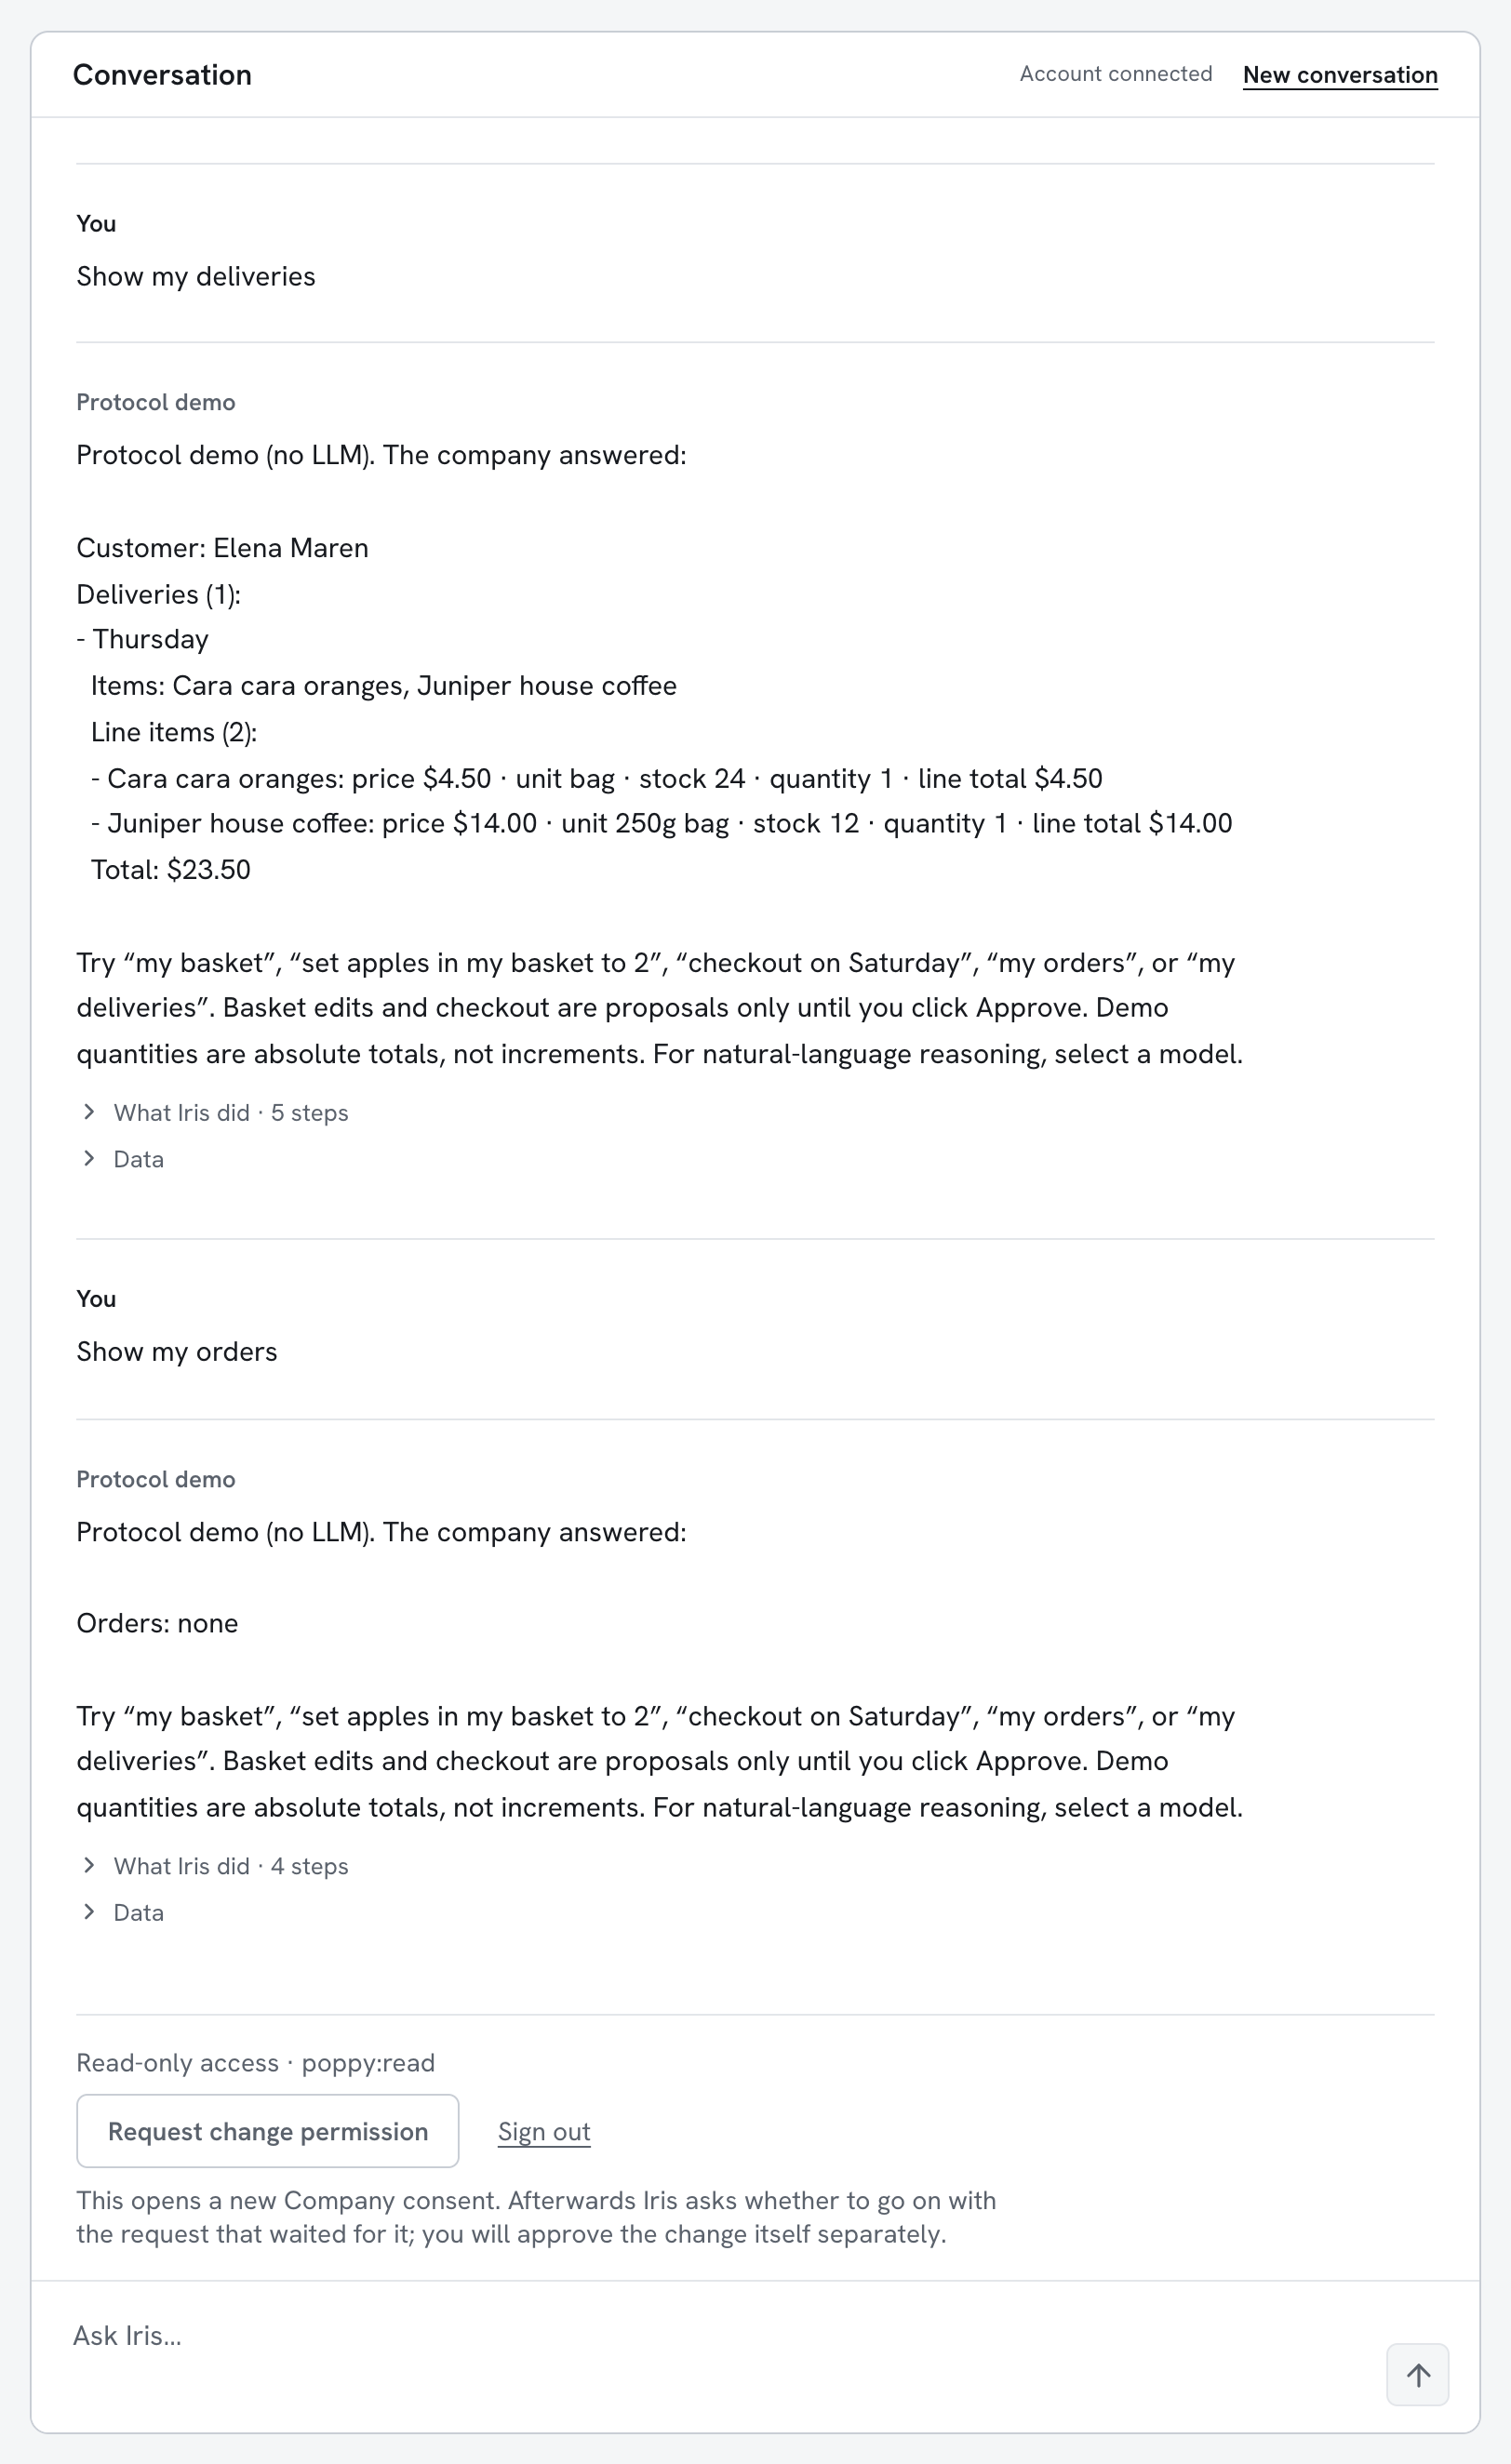 Conversation
Account connected
New conversation
You
Show my deliveries
Protocol demo
Protocol demo (no LLM). The company answered:
Customer: Elena Maren
Deliveries (1):
- Thursday
Items: Cara cara oranges, Juniper house coffee
Line items (2):
- Cara cara oranges: price $4.50 · unit bag · stock 24 · quantity 1 · line total $4.50
- Juniper house coffee: price $14.00 · unit 250g bag · stock 12 · quantity 1 · line total $14.00
Total: $23.50
Try “my basket”, “set apples in my basket to 2”, “checkout on Saturday”, “my orders”, or “my
deliveries”. Basket edits and checkout are proposals only until you click Approve. Demo
quantities are absolute totals, not increments. For natural-language reasoning, select a model.
What Iris did · 5 steps
Data
You
Show my orders
Protocol demo
Protocol demo (no LLM). The company answered:
Orders: none
Try “my basket”, “set apples in my basket to 2”, “checkout on Saturday”, “my orders”, or “my
deliveries”. Basket edits and checkout are proposals only until you click Approve. Demo
quantities are absolute totals, not increments. For natural-language reasoning, select a model.
What Iris did · 4 steps
Data
Read-only access · poppy:read
Request change permission
Sign out
This opens a new Company consent. Afterwards Iris asks whether to go on with
the request that waited for it; you will approve the change itself separately.
Ask Iris...